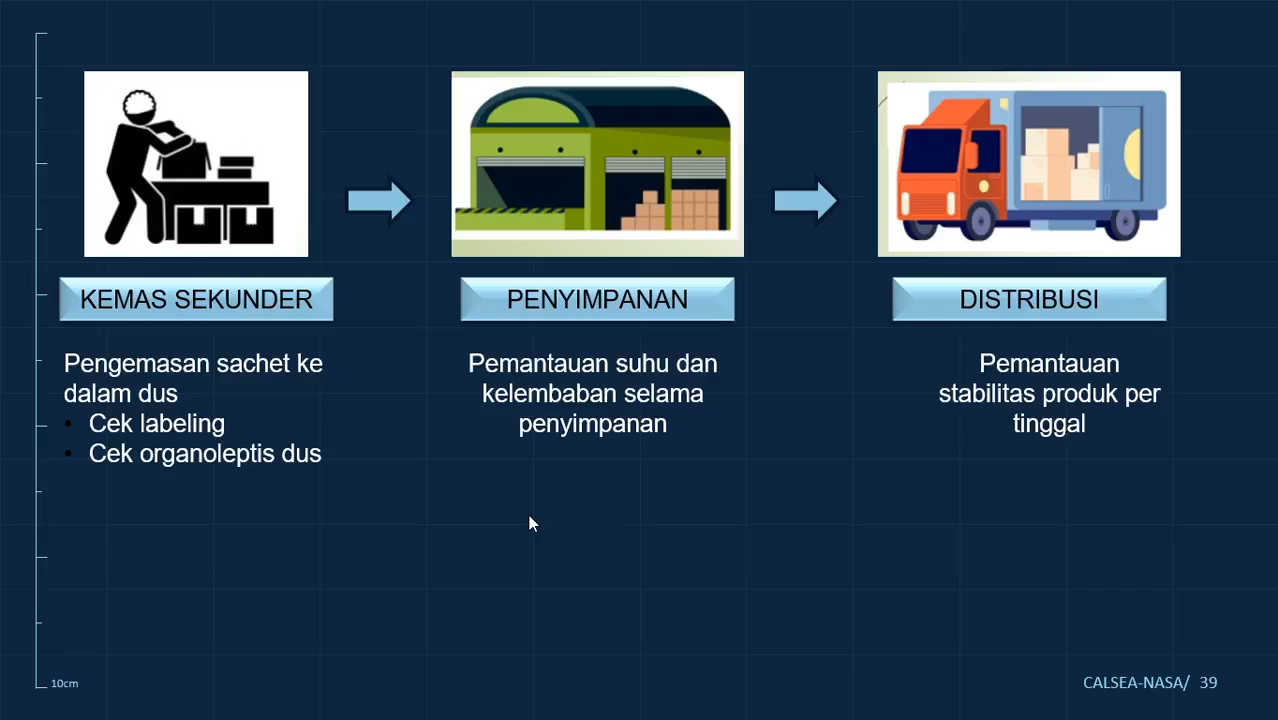 KEMAS SEKUNDER
Pengemasan sachet ke
dalam dus
• Cek labeling
• Cek organoleptis dus
PENYIMPANAN
Pemantauan suhu dan
kelembaban selama
penyimpanan
DISTRIBUSI
Pemantauan
stabilitas produk per
tinggal
10cm
CALSEA-NASA/ 39